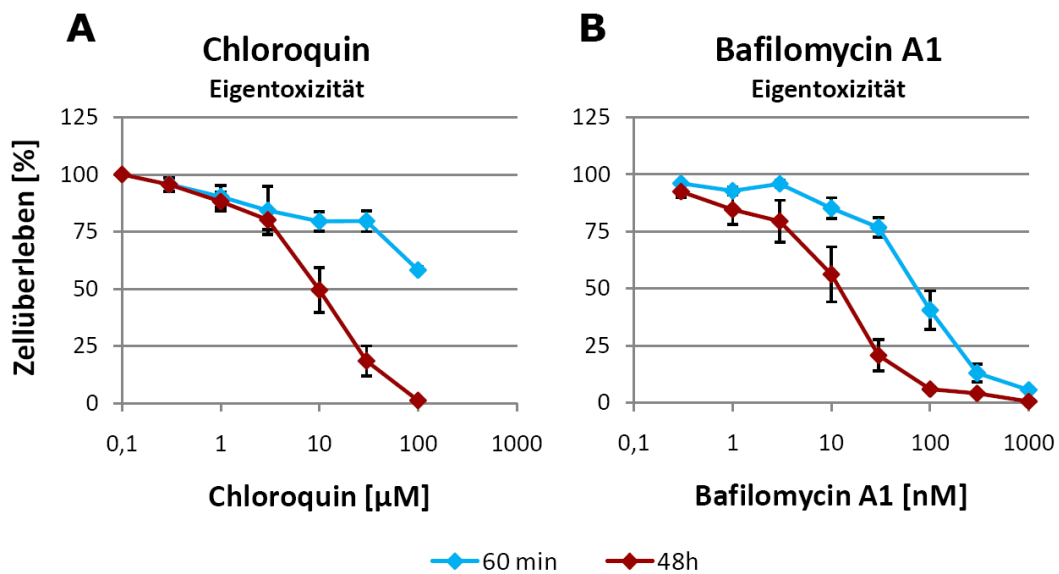 A
Chloroquin
Eigentoxizität
Zellüberleben [%]
125
100
75
50
25
0
0,1 1 10 100 1000
Chloroquin [µM]
B
Bafilomycin A1
Eigentoxizität
125
100
75
50
25
0
0,1 1 10 100 1000
Bafilomycin A1 [nM]
60 min 48h